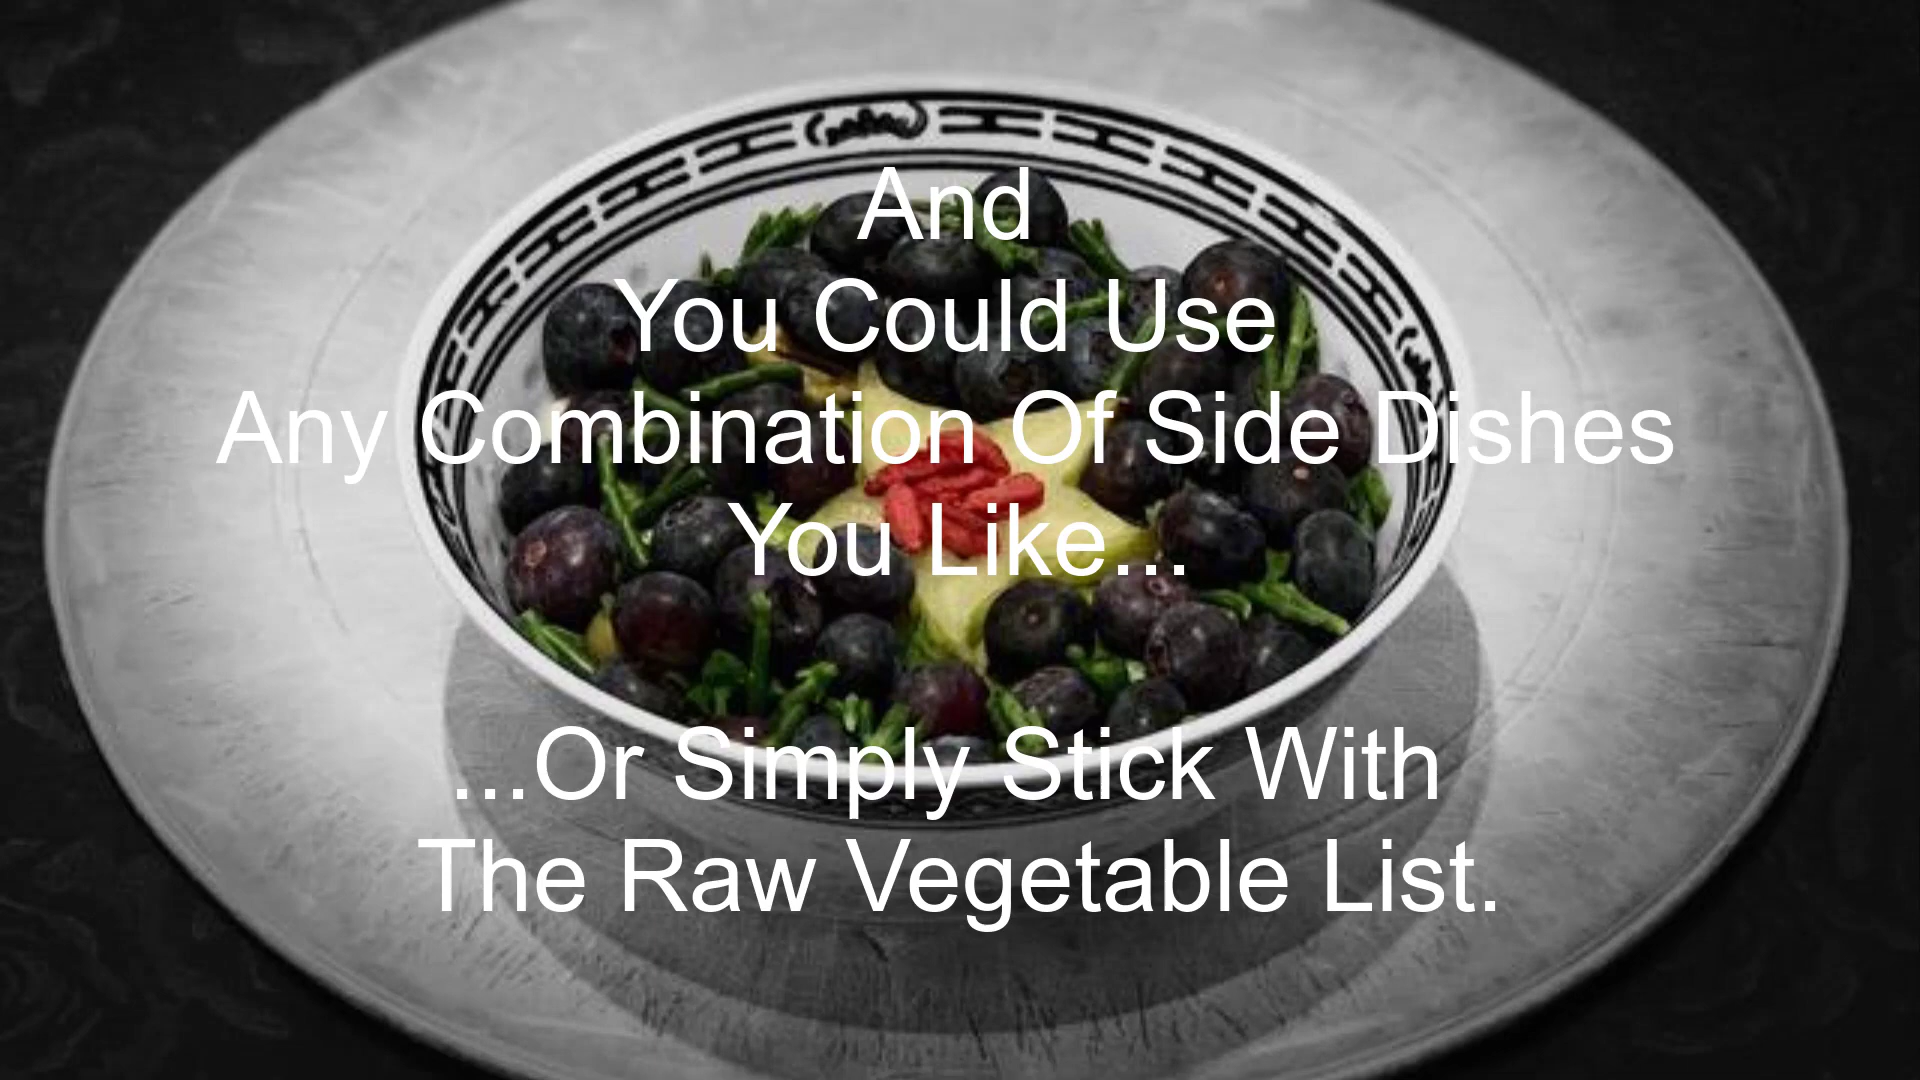 And
You Could Use
Any Combination Of Side Dishes
You Like...
...Or Simply Stick With
The Raw Vegetable List.